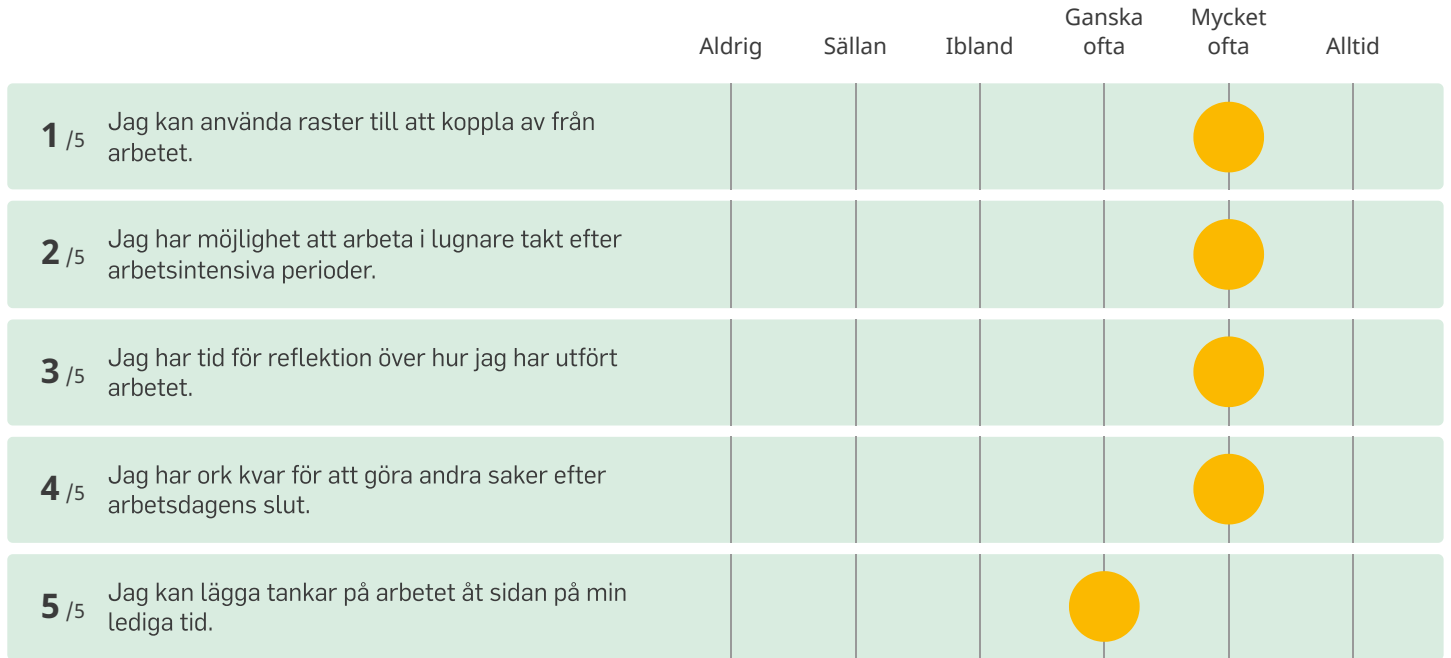 Aldrig Sällan Ibland Ganska ofta Mycket ofta Alltid
1 /5 Jag kan använda raster till att koppla av från
arbetet.
2 /5 Jag har möjlighet att arbeta i lugnare takt efter
arbetsintensiva perioder.
3 /5 Jag har tid för reflektion över hur jag har utfört
arbetet.
4 /5 Jag har ork kvar för att göra andra saker efter
arbetsdagens slut.
5 /5 Jag kan lägga tankar på arbetet åt sidan på min
lediga tid.